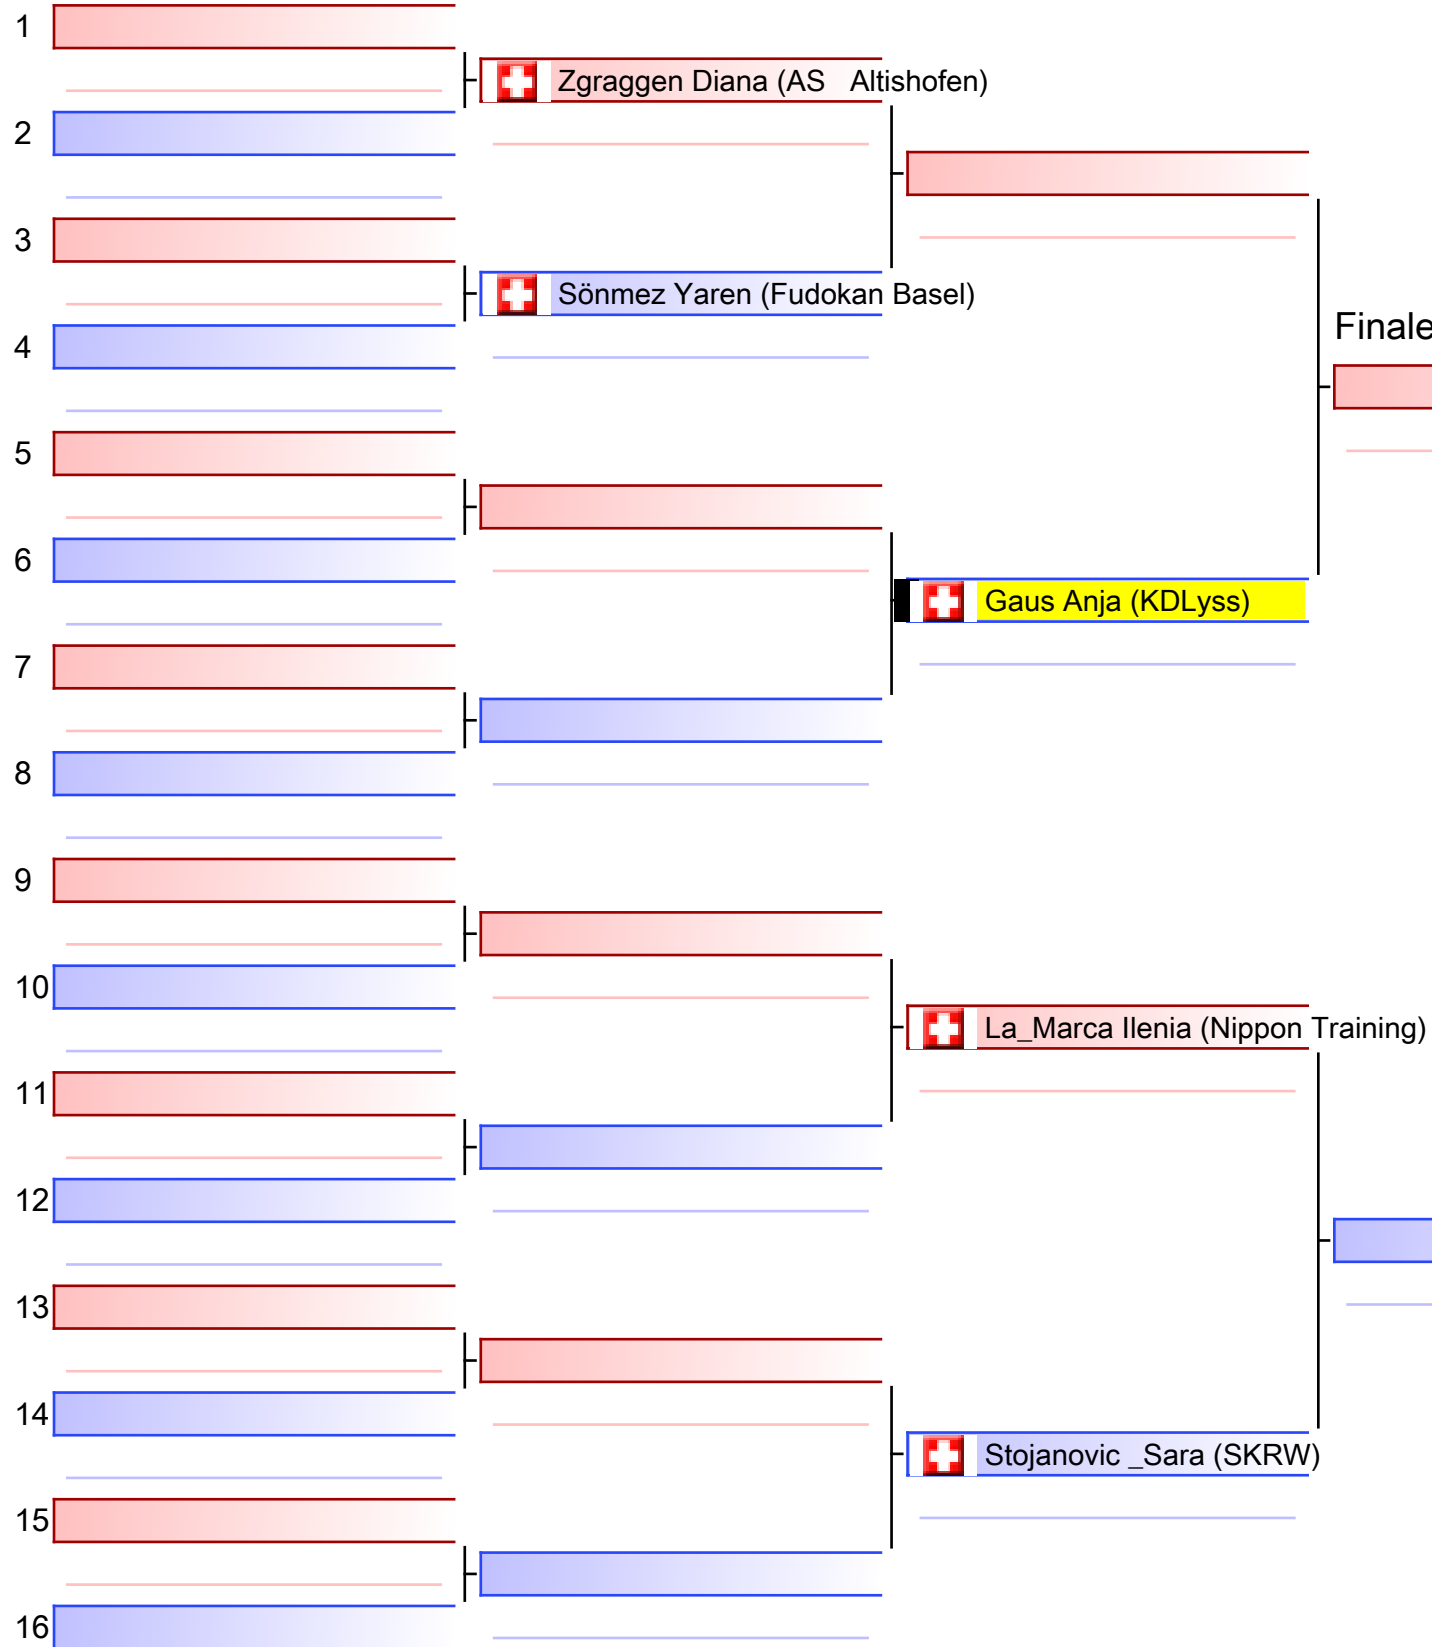 1
Zgraggen Diana (AS Altishofen)
2
3
Sönmez Yaren (Fudokan Basel)
Finale
4
5
6
Gaus Anja (KDLyss)
7
8
9
10
La_Marca Ilenia (Nippon Training)
11
12
13
14
Stojanovic _Sara (SKRW)
15
16